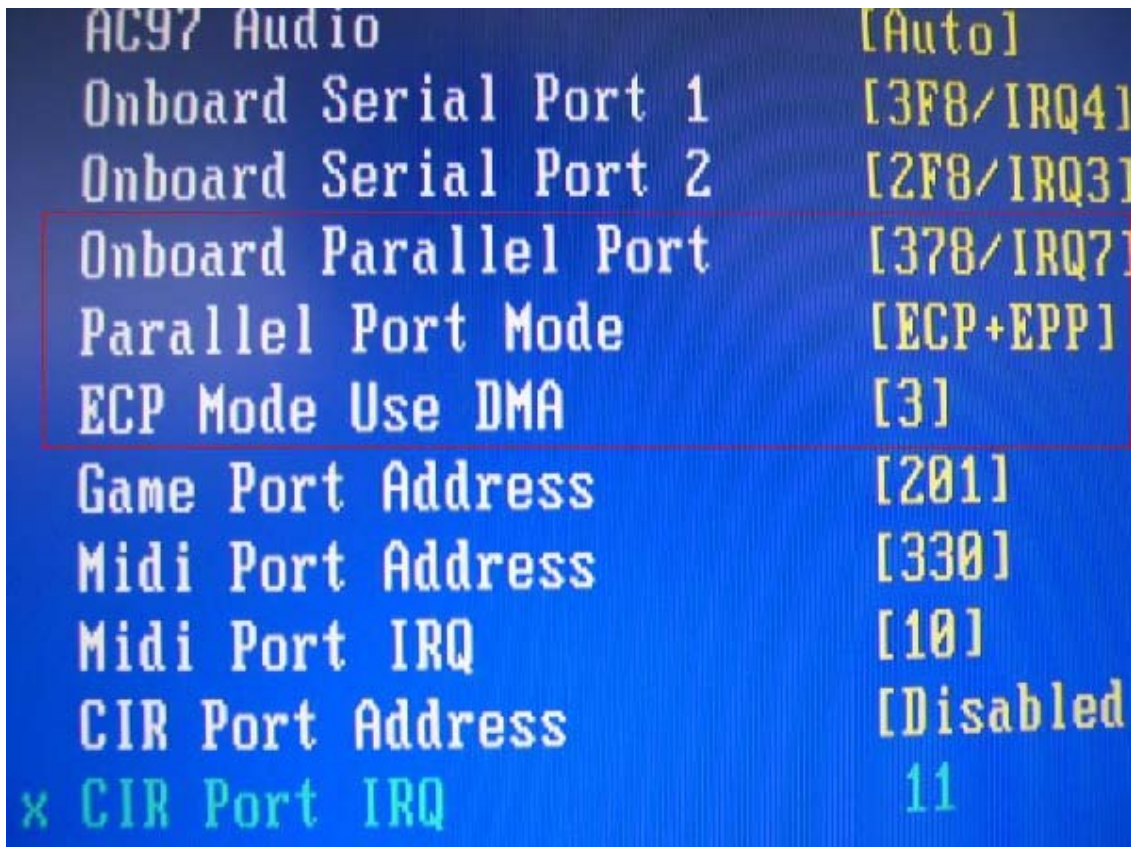 AC97 Audio [Auto]
Onboard Serial Port 1 [3F8/IRQ4]
Onboard Serial Port 2 [2F8/IRQ3]
Onboard Parallel Port [378/IRQ7]
Parallel Port Mode [ECP+EPP]
ECP Mode Use DMA [3]
Game Port Address [201]
Midi Port Address [330]
Midi Port IRQ [10]
CIR Port Address [Disabled
x CIR Port IRQ 11